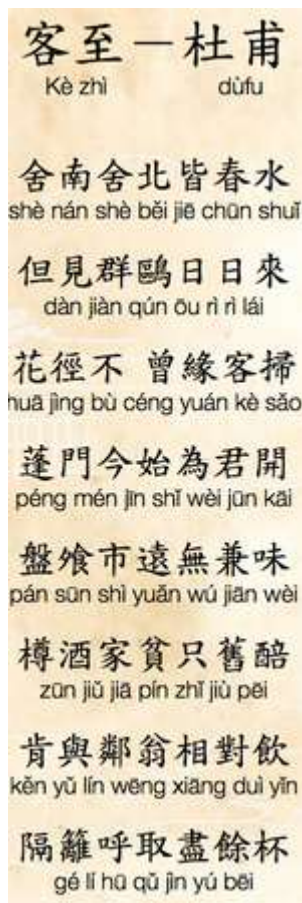 客至－杜甫
Kè zhì dùfu
舍南舍北皆春水
shè nán shè běi jiē chūn shuǐ
但見群鷗日日來
dàn jiàn qún ōu rì rì lái
花徑不 曾緣客掃
huā jìng bù céng yuán kè sǎo
蓬門今始為君開
péng mén jīn shǐ wèi jūn kāi
盤飧市遠無兼味
pán sūn shì yuǎn wú jiān wèi
樽酒家貧只舊醅
zūn jiǔ jiā pín zhǐ jiù pēi
肯與鄰翁相對飲
kěn yǔ lín wēng xiāng duì yǐn
隔籬呼取盡餘杯
gé lí hū qǔ jìn yú bēi